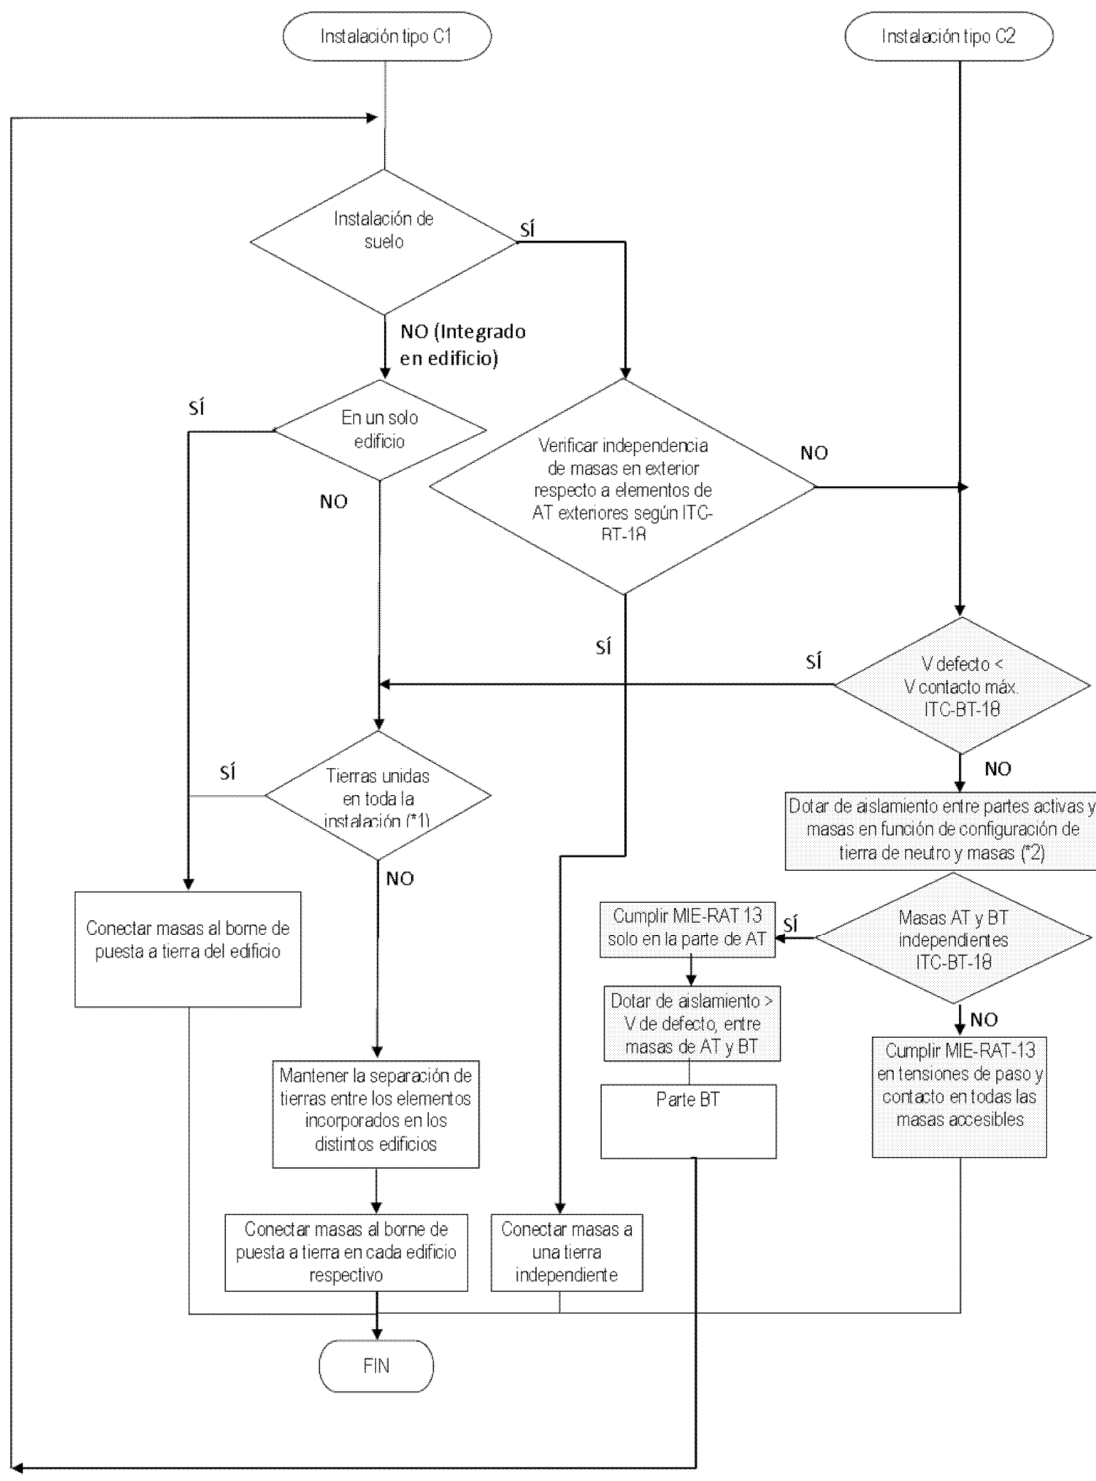 Instalación tipo C1
Instalación tipo C2
Instalación de
suelo
SÍ
NO (Integrado
en edificio)
SÍ
En un solo
edificio
NO
Verificar independencia
de masas en exterior
respecto a elementos de
AT exteriores según ITC-
BT-18
NO
SÍ
SÍ
V defecto <
V contacto máx.
ITC-BT-18
NO
SÍ
Tierras unidas
en toda la
instalación (*1)
NO
Dotar de aislamiento entre partes activas y
masas en función de configuración de
tierra de neutro y masas (*2)
Conectar masas al borne de
puesta a tierra del edificio
Cumplir MIE-RAT 13
solo en la parte de AT
SÍ
Masas AT y BT
independientes
ITC-BT-18
NO
Dotar de aislamiento >
V de defecto, entre
masas de AT y BT
Cumplir MIE-RAT-13
en tensiones de paso y
contacto en todas las
masas accesibles
Mantener la separación de
tierras entre los elementos
incorporados en los
distintos edificios
Parte BT
Conectar masas al borne de
puesta a tierra en cada edificio
respectivo
Conectar masas a
una tierra
independiente
FIN